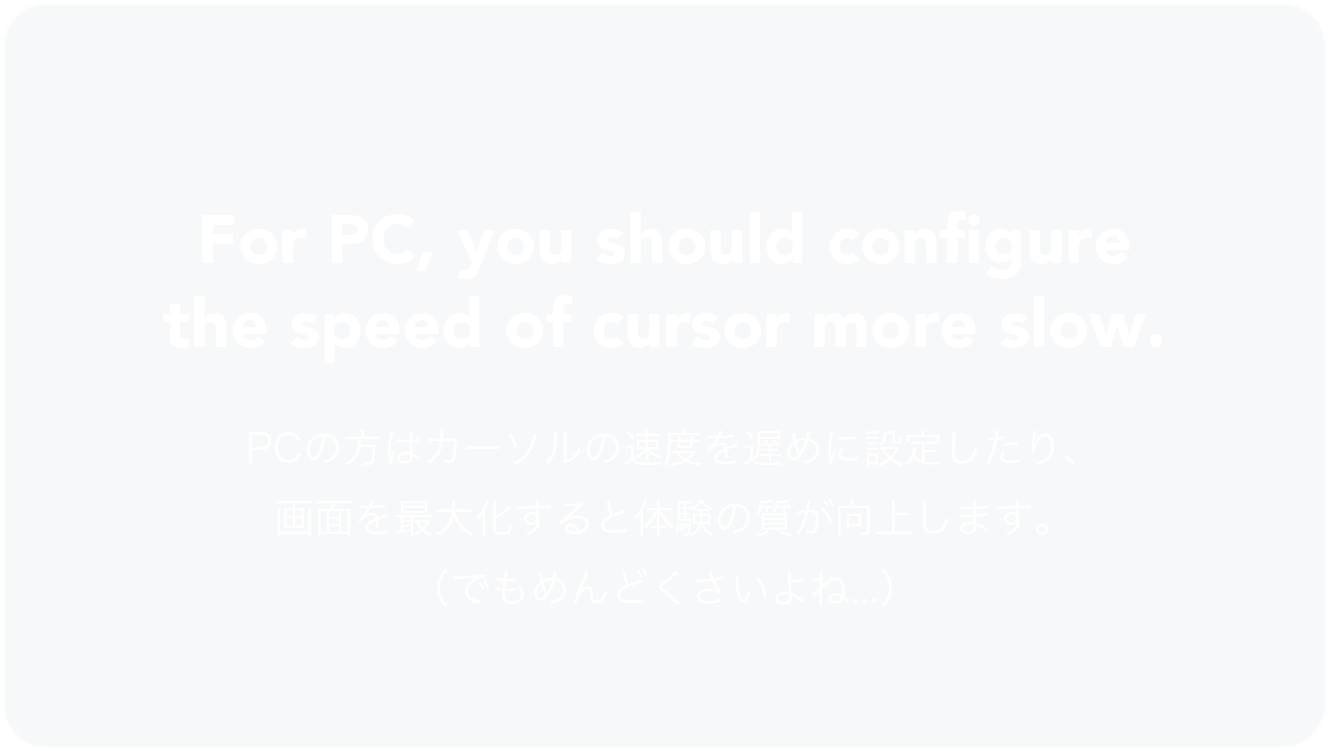 For PC, you should configure
the speed of cursor more slow.
PCの方はカーソルの速度を遅めに設定したり、
画面を最大化すると体験の質が向上します。
（でもめんどくさいよね...）